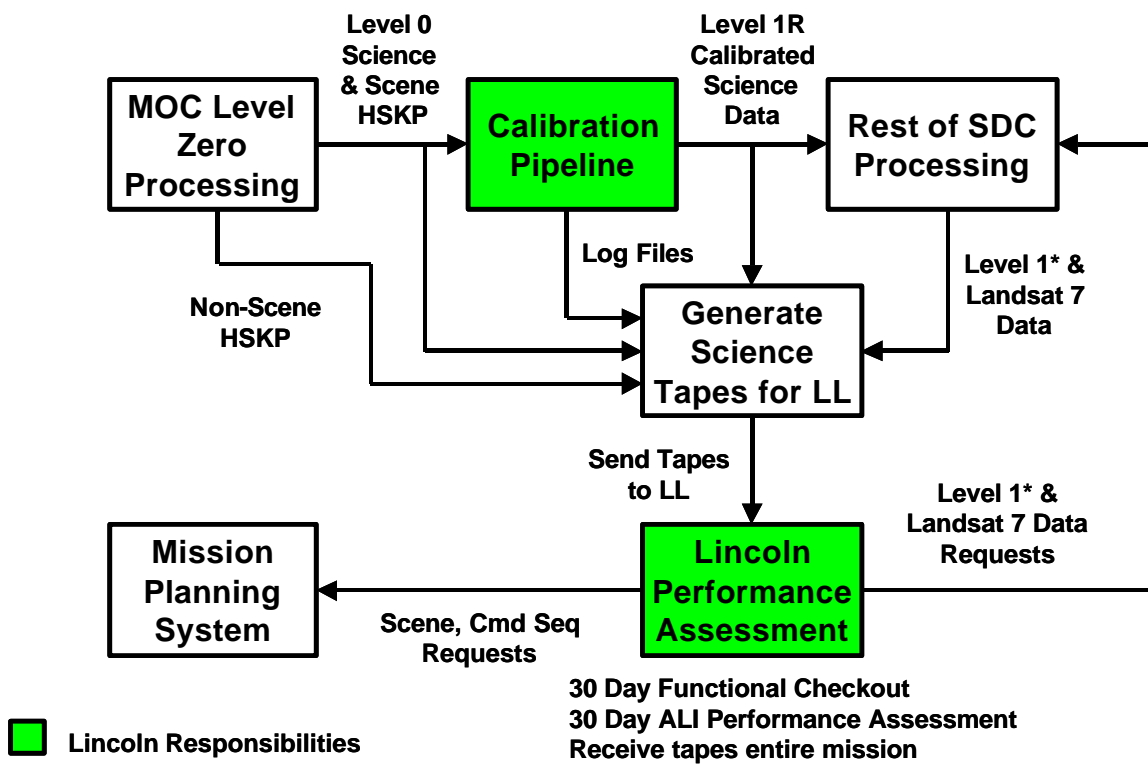 Level 0
Science
& Scene
HSKP
Level 1R
Calibrated
Science
Data
MOC Level
Zero
Processing
Calibration
Pipeline
Rest of SDC
Processing
Log Files
Level 1* &
Landsat 7
Data
Non-Scene
HSKP
Generate
Science
Tapes for LL
Send Tapes
to LL
Level 1* &
Landsat 7 Data
Requests
Mission
Planning
System
Lincoln
Performance
Assessment
Scene, Cmd Seq
Requests
30 Day Functional Checkout
30 Day ALI Performance Assessment
Receive tapes entire mission
Lincoln Responsibilities